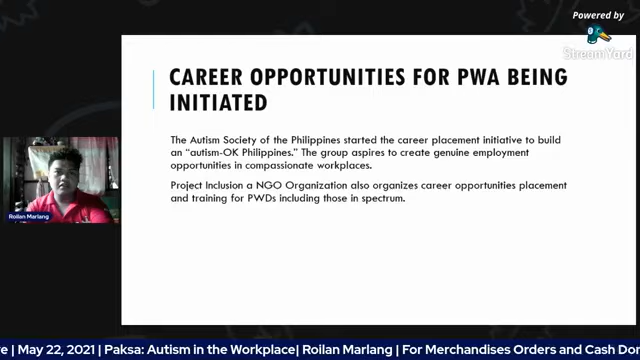 Powered by
StreamYard
CAREER OPPORTUNITIES FOR PWA BEING
INITIATED
The Autism Society of the Philippines started the career placement initiative to build
an “autism-OK Philippines.” The group aspires to create genuine employment
opportunities in compassionate workplaces.
Project Inclusion a NGO Organization also organizes career opportunities placement
and training for PWDs including those in spectrum.
Roilan Marlang
e | May 22, 2021 | Paksa: Autism in the Workplace| Roilan Marlang | For Merchandises Orders and Cash Don